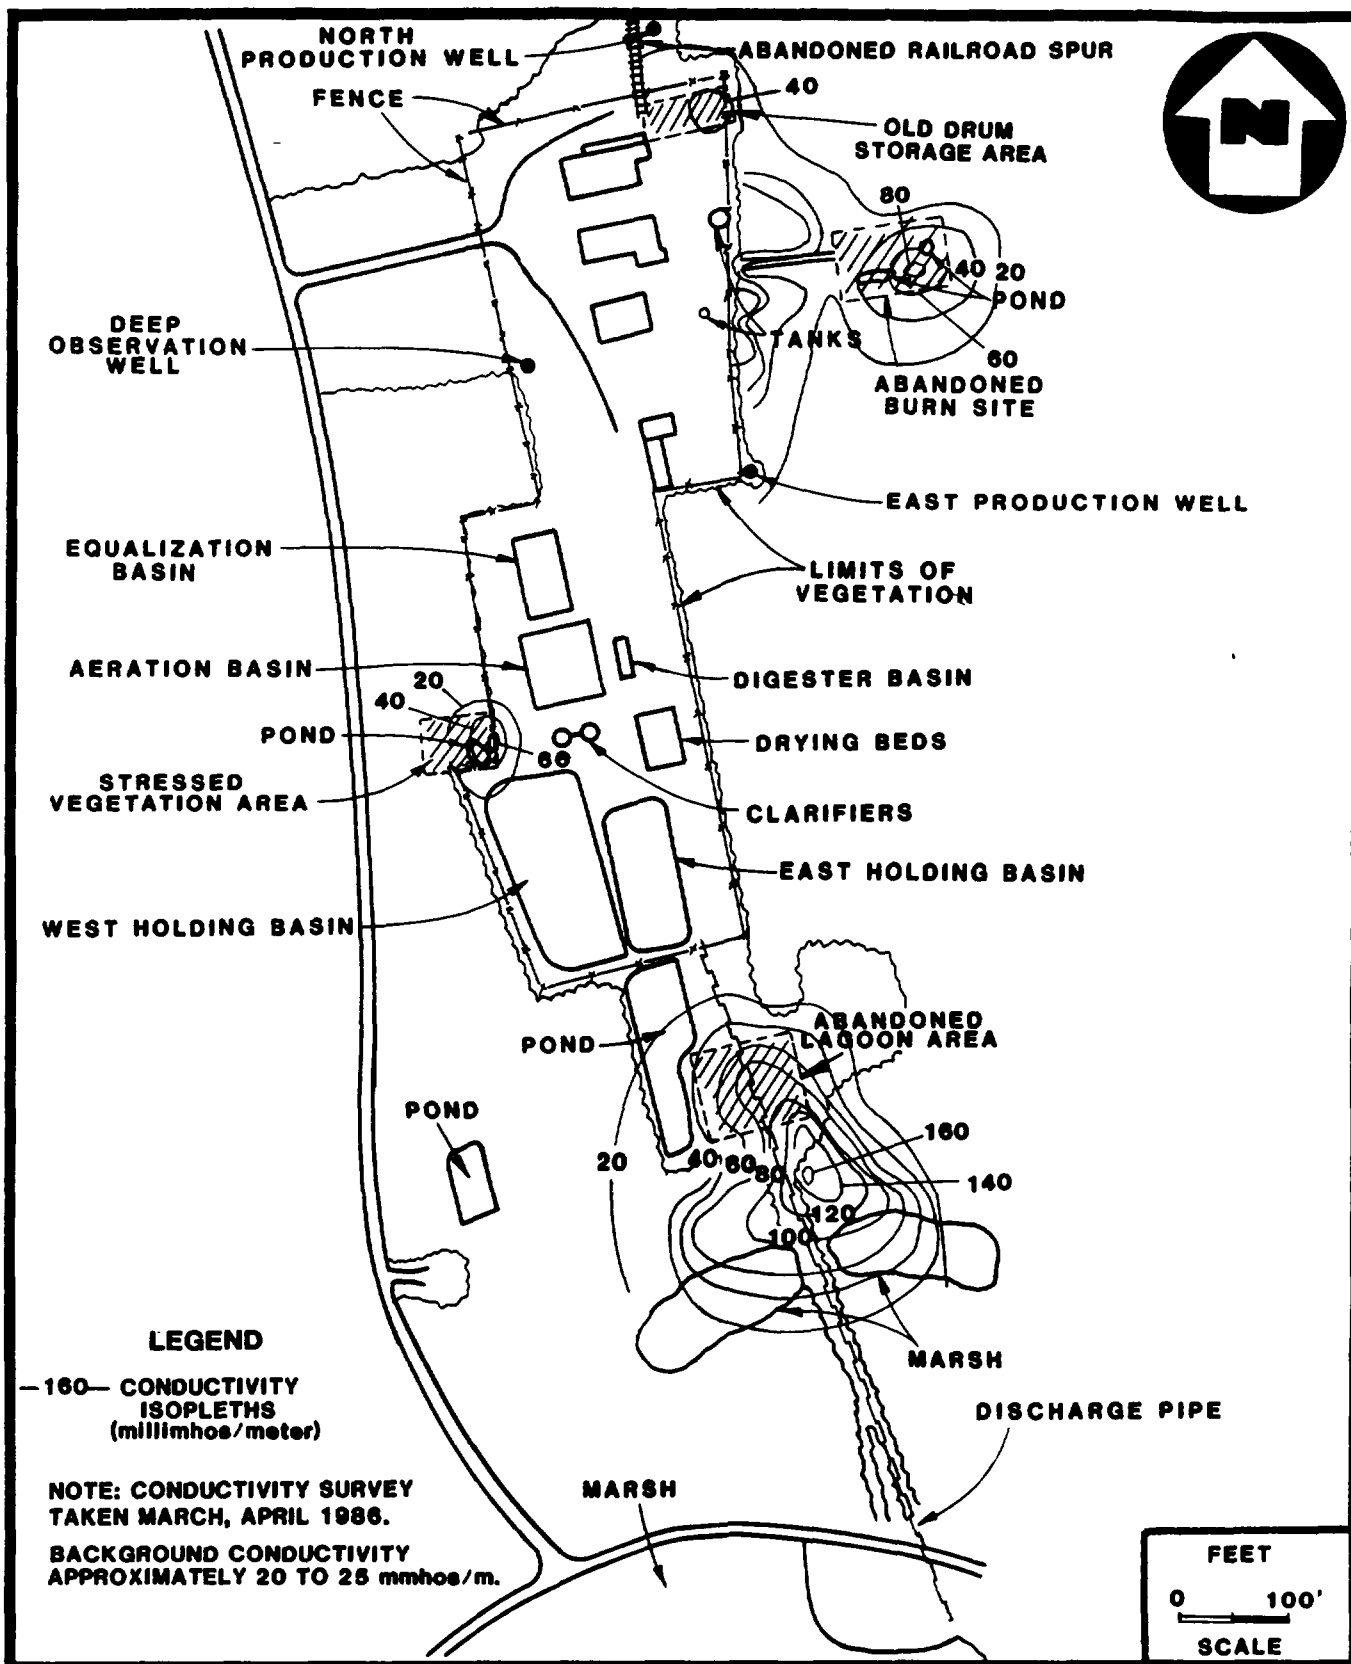 NORTH
PRODUCTION WELL
ABANDONED RAILROAD SPUR
FENCE
40
N
OLD DRUM
STORAGE AREA
80
40 20
POND
DEEP
OBSERVATION
WELL
TANKS
60
ABANDONED
BURN SITE
EAST PRODUCTION WELL
EQUALIZATION
BASIN
LIMITS OF
VEGETATION
AERATION BASIN
DIGESTER BASIN
20
40
POND
66
DRYING BEDS
STRESSED
VEGETATION AREA
CLARIFIERS
EAST HOLDING BASIN
WEST HOLDING BASIN
ABANDONED
LAGOON AREA
POND
POND
160
20
40
60
80
140
120
100
LEGEND
MARSH
—160— CONDUCTIVITY
ISOPLETHS
(millimhos/meter)
DISCHARGE PIPE
NOTE: CONDUCTIVITY SURVEY
TAKEN MARCH, APRIL 1986.
MARSH
BACKGROUND CONDUCTIVITY
APPROXIMATELY 20 TO 25 mmhos/m.
FEET
0 100'
SCALE